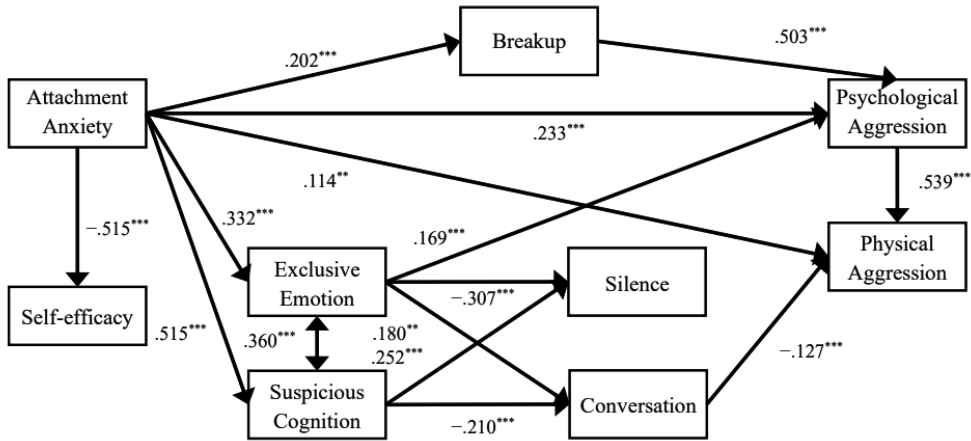 Breakup
.503***
.202***
Attachment
Anxiety
Psychological
Aggression
.233***
.114**
.539***
−.515***
.332***
.169***
Physical
Aggression
Exclusive
Emotion
Silence
−.307***
Self-efficacy
.515***
.360***
.180**
.252***
−.127***
Suspicious
Cognition
Conversation
−.210***